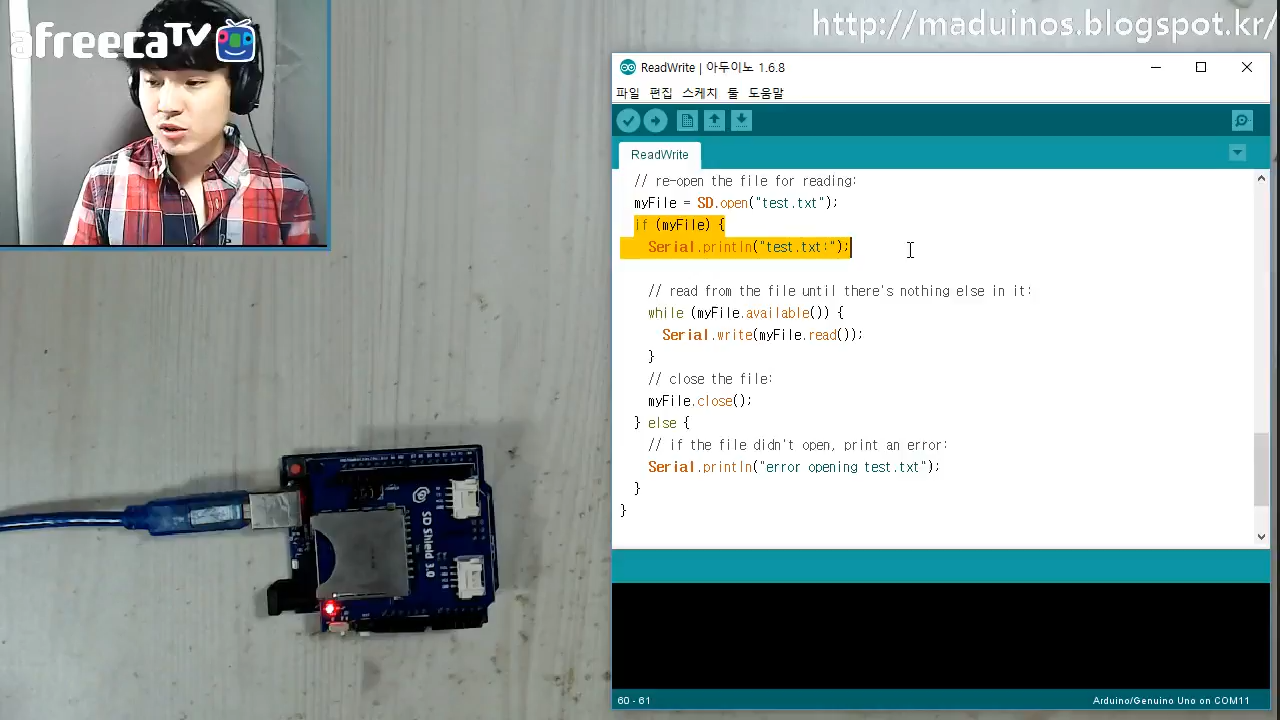 afreecaTV
http://maduinos.blogspot.kr/
ReadWrite | 아두이노 1.6.8
파일 편집 스케치 툴 도움말
ReadWrite
// re-open the file for reading:
myFile = SD.open("test.txt");
if (myFile) {
Serial.println("test.txt:");
// read from the file until there's nothing else in it:
while (myFile.available()) {
Serial.write(myFile.read());
}
// close the file:
myFile.close();
} else {
// if the file didn't open, print an error:
Serial.println("error opening test.txt");
}
}
60 - 61
Arduino/Genuino Uno on COM11
SD Shield 3.0